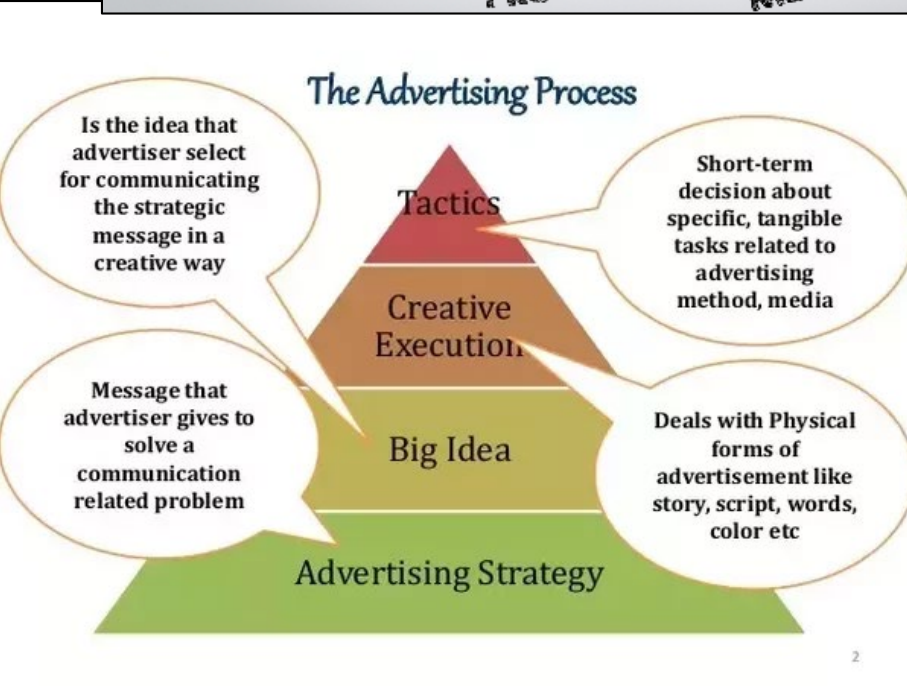 The Advertising Process
Is the idea that
advertiser select
for communicating
the strategic
message in a
creative way
Tactics
Short-term
decision about
specific, tangible
tasks related to
advertising
method, media
Creative
Execution
Message that
advertiser gives to
solve a
communication
related problem
Big Idea
Deals with Physical
forms of
advertisement like
story, script, words,
color etc
Advertising Strategy
2